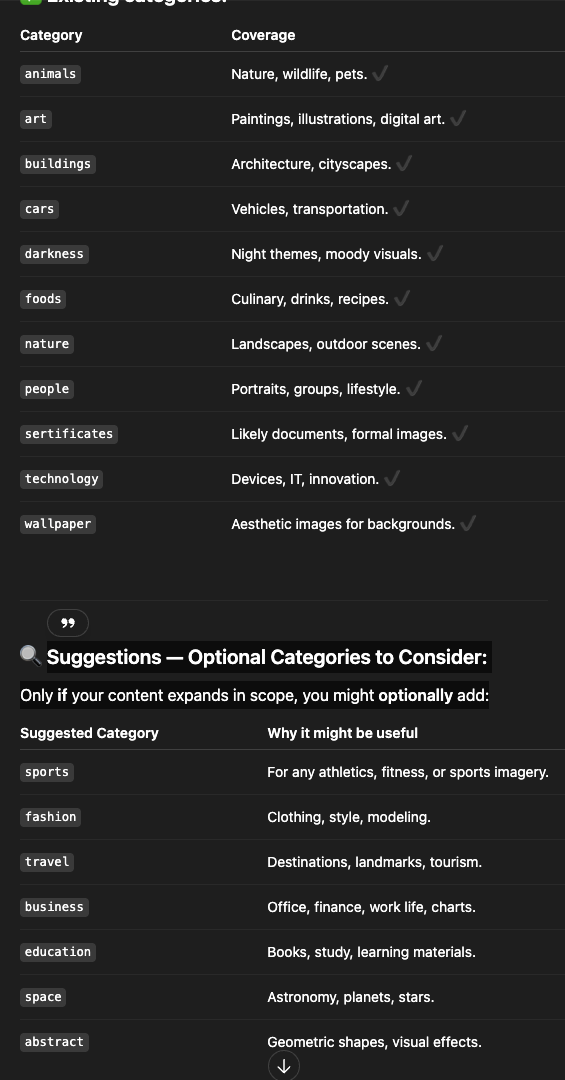 Existing categories:
Category Coverage
animals Nature, wildlife, pets.
art Paintings, illustrations, digital art.
buildings Architecture, cityscapes.
cars Vehicles, transportation.
darkness Night themes, moody visuals.
foods Culinary, drinks, recipes.
nature Landscapes, outdoor scenes.
people Portraits, groups, lifestyle.
sertificates Likely documents, formal images.
technology Devices, IT, innovation.
wallpaper Aesthetic images for backgrounds.
Suggestions — Optional Categories to Consider:
Only if your content expands in scope, you might optionally add:
Suggested Category Why it might be useful
sports For any athletics, fitness, or sports imagery.
fashion Clothing, style, modeling.
travel Destinations, landmarks, tourism.
business Office, finance, work life, charts.
education Books, study, learning materials.
space Astronomy, planets, stars.
abstract Geometric shapes, visual effects.